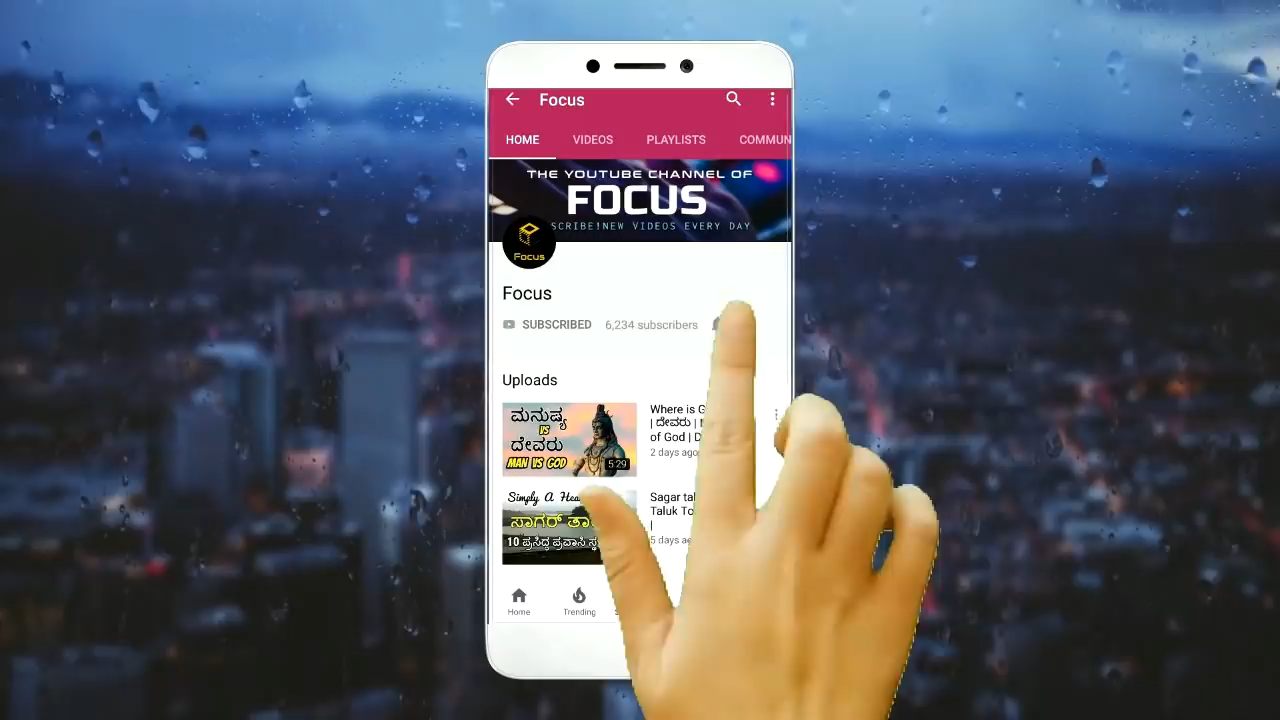 Focus
HOME VIDEOS PLAYLISTS COMMUN
THE YOUTUBE CHANNEL OF
FOCUS
SCRIBE!NEW VIDEOS EVERY DAY
Focus
Focus
SUBSCRIBED 6,234 subscribers
Uploads
ಮನುಷ್ಯ
VS
ದೇವರು
MAN VS GOD
5:29
Where is G
| ದೇವರು |
of God | D
2 days ago
Simply A
ಸಾಗರ್
10 ಪ್ರಸಿದ್ಧ ಪ್ರವಾಸಿ
Sagar tal
Taluk To
|
5 days
Home Trending